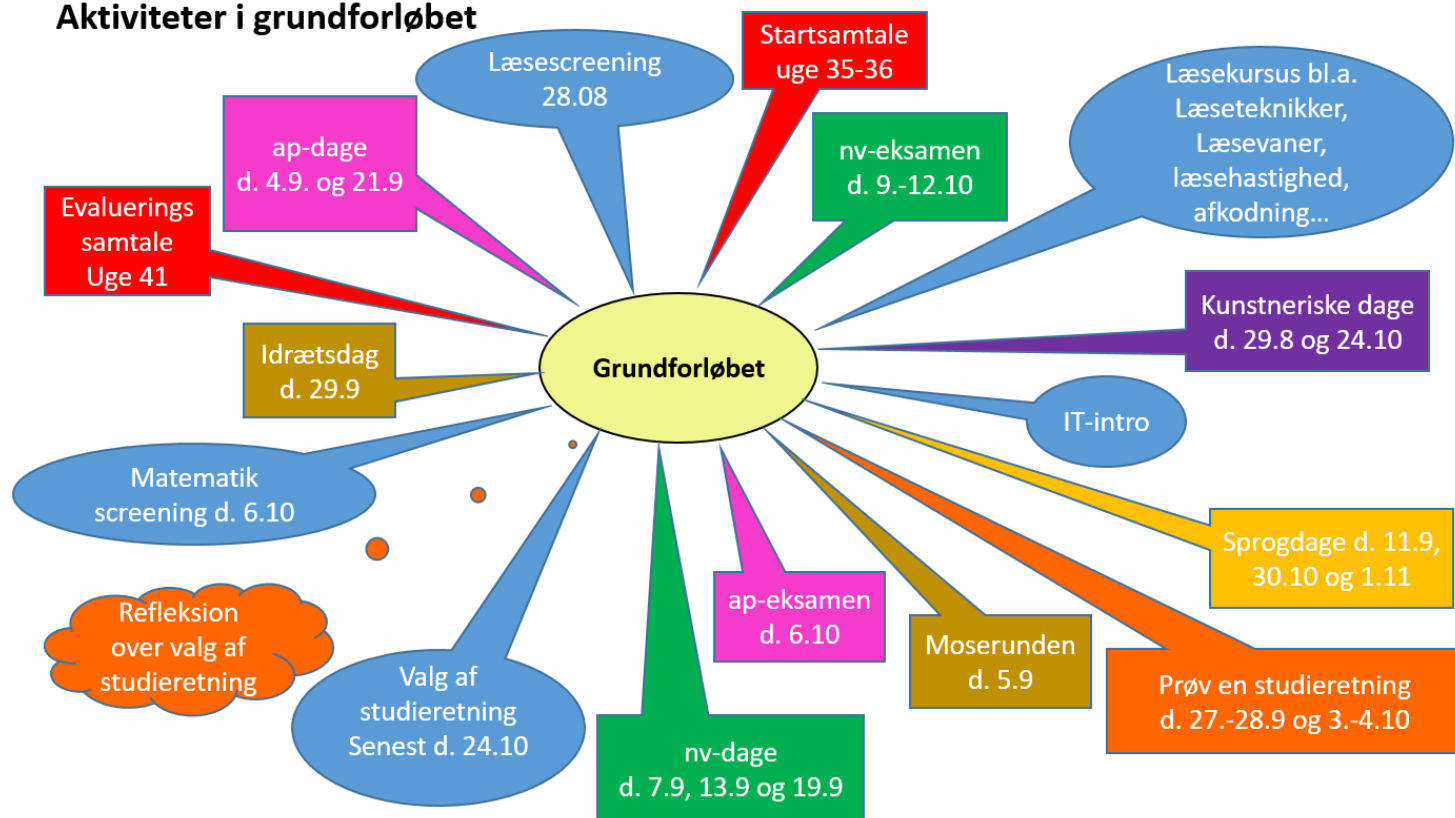 Aktiviteter i grundforløbet
Læsescreening
28.08
Startsamtale
uge 35-36
Læsekursus bl.a.
Læseteknikker,
Læsevaner,
læsehastighed,
afkodning...
ap-dage
d. 4.9. og 21.9
nv-eksamen
d. 9.-12.10
Evaluerings
samtale
Uge 41
Kunstneriske dage
d. 29.8 og 24.10
Idrætsdag
d. 29.9
Grundforløbet
IT-intro
Matematik
screening d. 6.10
Sprogdage d. 11.9,
30.10 og 1.11
Refleksion
over valg af
studieretning
ap-eksamen
d. 6.10
Moserunden
d. 5.9
Valg af
studieretning
Senest d. 24.10
Prøv en studieretning
d. 27.-28.9 og 3.-4.10
nv-dage
d. 7.9, 13.9 og 19.9